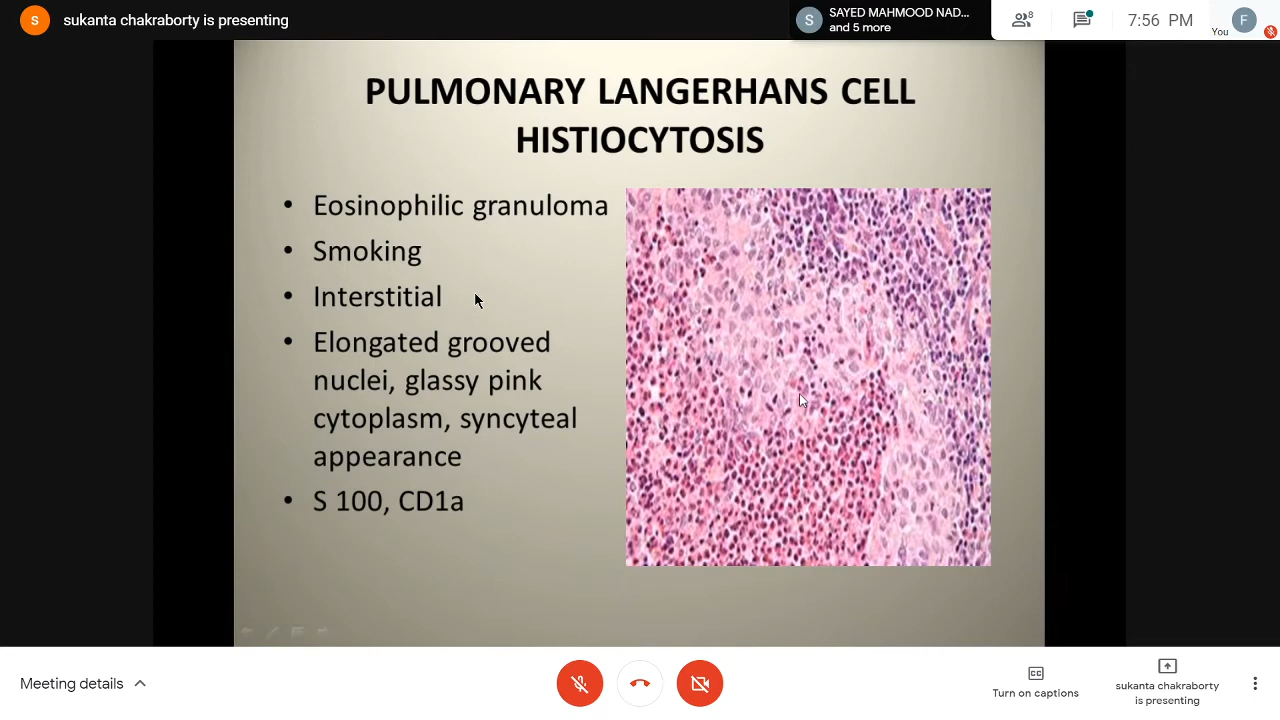 S
sukanta chakraborty is presenting
S
SAYED MAHMOOD NAD...
and 5 more
8
7:56 PM
You
F
PULMONARY LANGERHANS CELL
HISTIOCYTOSIS
• Eosinophilic granuloma
• Smoking
• Interstitial
• Elongated grooved
nuclei, glassy pink
cytoplasm, syncyteal
appearance
• S 100, CD1a
Meeting details
CC
Turn on captions
sukanta chakraborty
is presenting